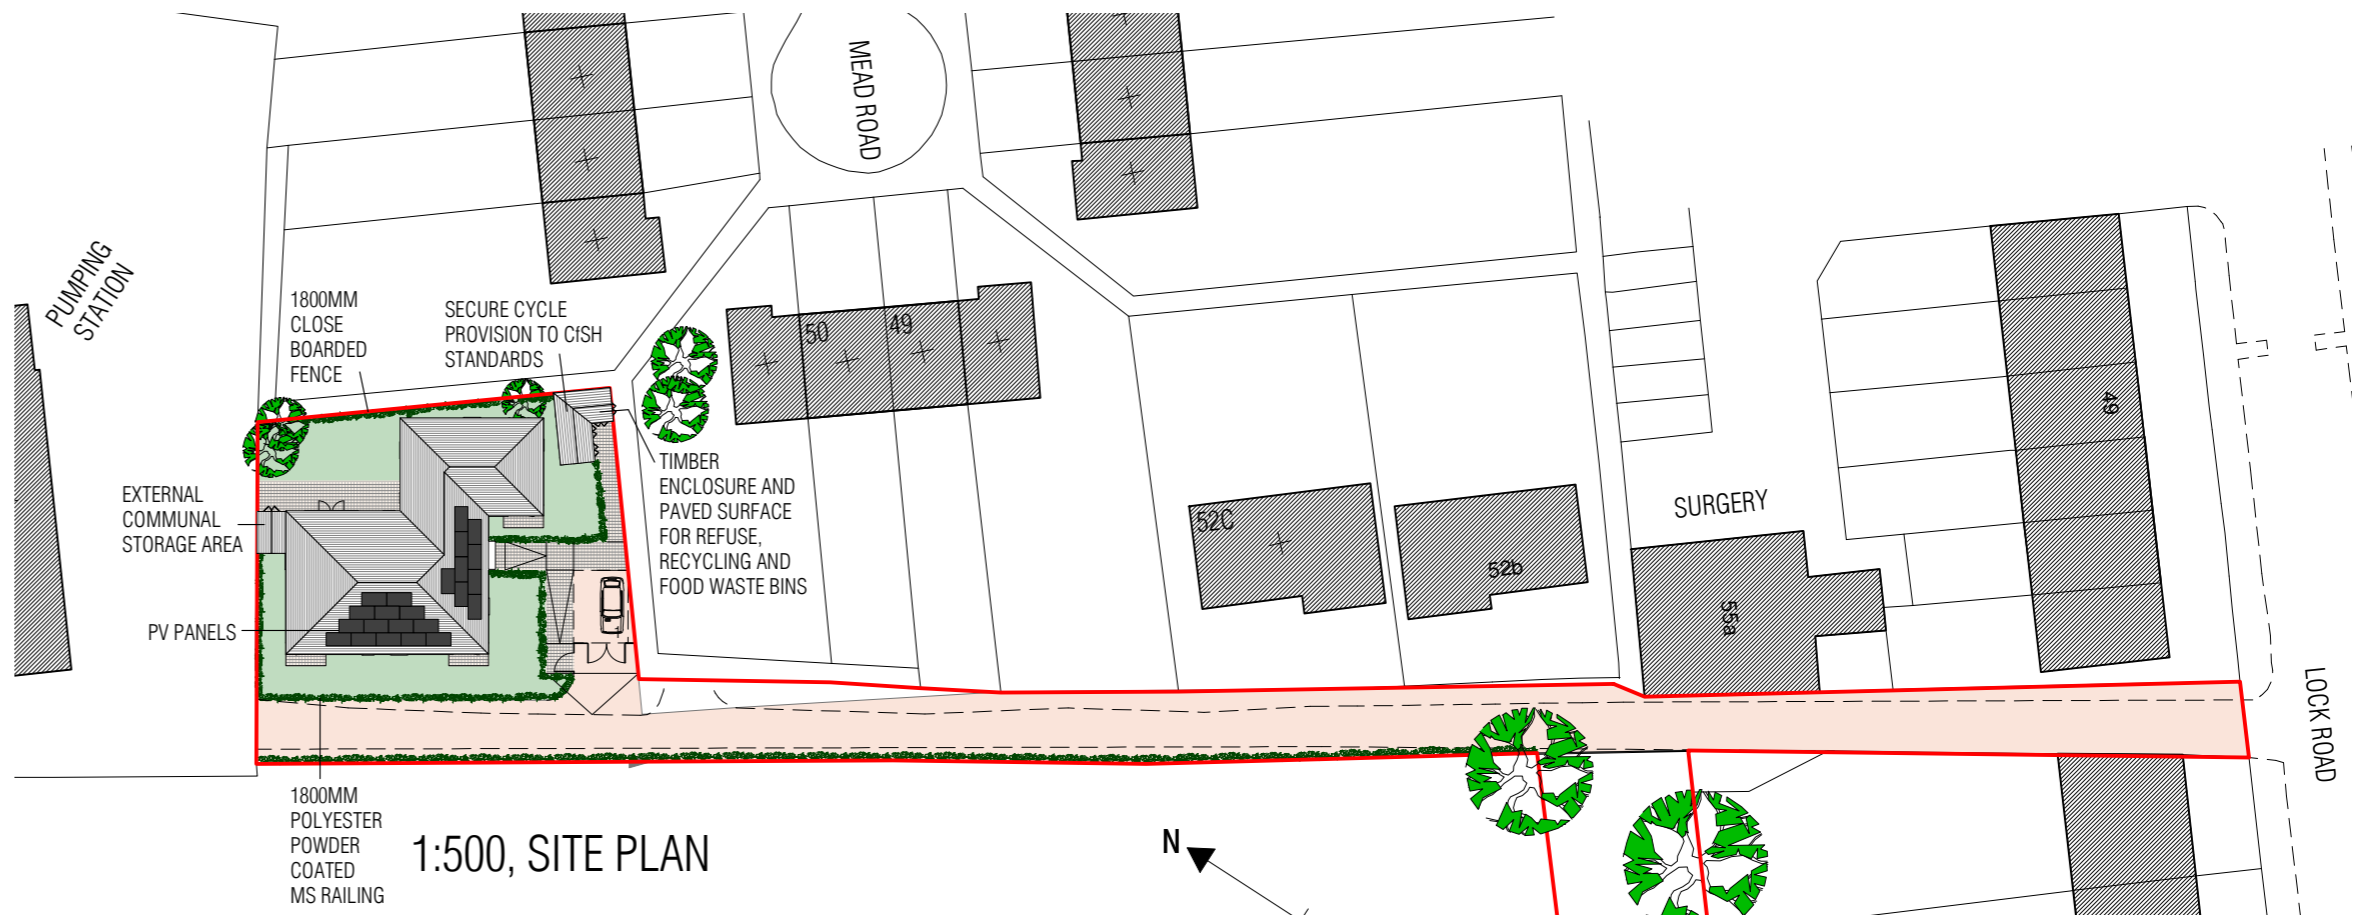 MEAD ROAD
PUMPING
STATION
1800MM
CLOSE
BOARDED
FENCE
SECURE CYCLE
PROVISION TO CfSH
STANDARDS
50
49
49
TIMBER
ENCLOSURE AND
PAVED SURFACE
FOR REFUSE,
RECYCLING AND
FOOD WASTE BINS
EXTERNAL
COMMUNAL
STORAGE AREA
52C
52b
SURGERY
55a
PV PANELS
LOCK ROAD
1800MM
POLYESTER
POWDER
COATED
MS RAILING
1:500, SITE PLAN
N